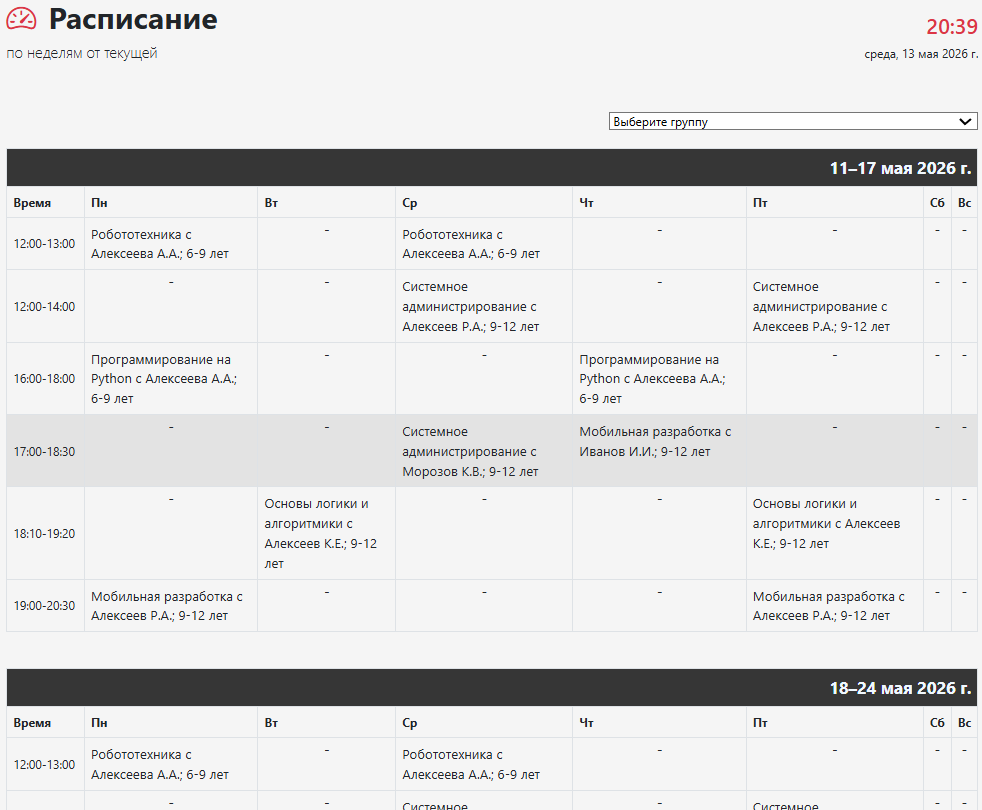 Расписание
20:39
по неделям от текущей
среда, 13 мая 2026 г.
Выберите группу
11–17 мая 2026 г.
Время Пн Вт Ср Чт Пт Сб Вс
12:00-13:00
Робототехника с
Алексеева А.А.; 6-9 лет
-
Робототехника с
Алексеева А.А.; 6-9 лет
- - - -
12:00-14:00
- -
Системное
администрирование с
Алексеев Р.А.; 9-12 лет
-
Системное
администрирование с
Алексеев Р.А.; 9-12 лет
- -
16:00-18:00
Программирование на
Python с Алексеева А.А.;
6-9 лет
- -
Программирование на
Python с Алексеева А.А.;
6-9 лет
- - -
17:00-18:30
- -
Системное
администрирование с
Морозов К.В.; 9-12 лет
Мобильная разработка с
Иванов И.И.; 9-12 лет
- - -
18:10-19:20
-
Основы логики и
алгоритмики с
Алексеев К.Е.; 9-12
лет
- -
Основы логики и
алгоритмики с Алексеев
К.Е.; 9-12 лет
- -
19:00-20:30
Мобильная разработка с
Алексеев Р.А.; 9-12 лет
- - -
Мобильная разработка с
Алексеев Р.А.; 9-12 лет
- -
18–24 мая 2026 г.
Время Пн Вт Ср Чт Пт Сб Вс
12:00-13:00
Робототехника с
Алексеева А.А.; 6-9 лет
-
Робототехника с
Алексеева А.А.; 6-9 лет
- - - -
- -
Системное
-
Системное
- -